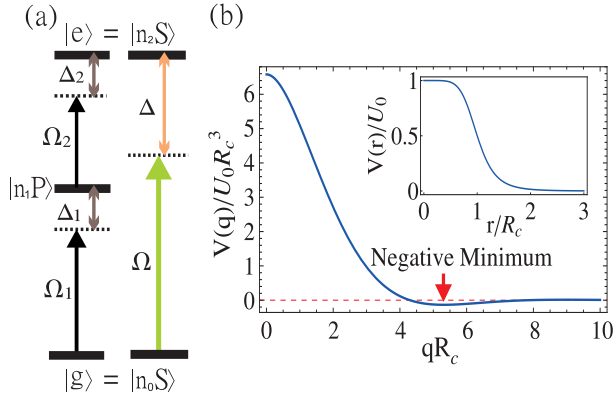 (a)
|e⟩ = |n₂S⟩
Δ₂
Δ
Ω₂
|n₁P⟩
Δ₁
Ω₁
Ω
|g⟩ = |n₀S⟩
(b)
V(q)/U₀R_c³
6
5
4
3
2
1
0
0
2
4
6
8
10
qR_c
Negative Minimum
V(r)/U₀
1
0.5
0
0
1
2
3
r/R_c